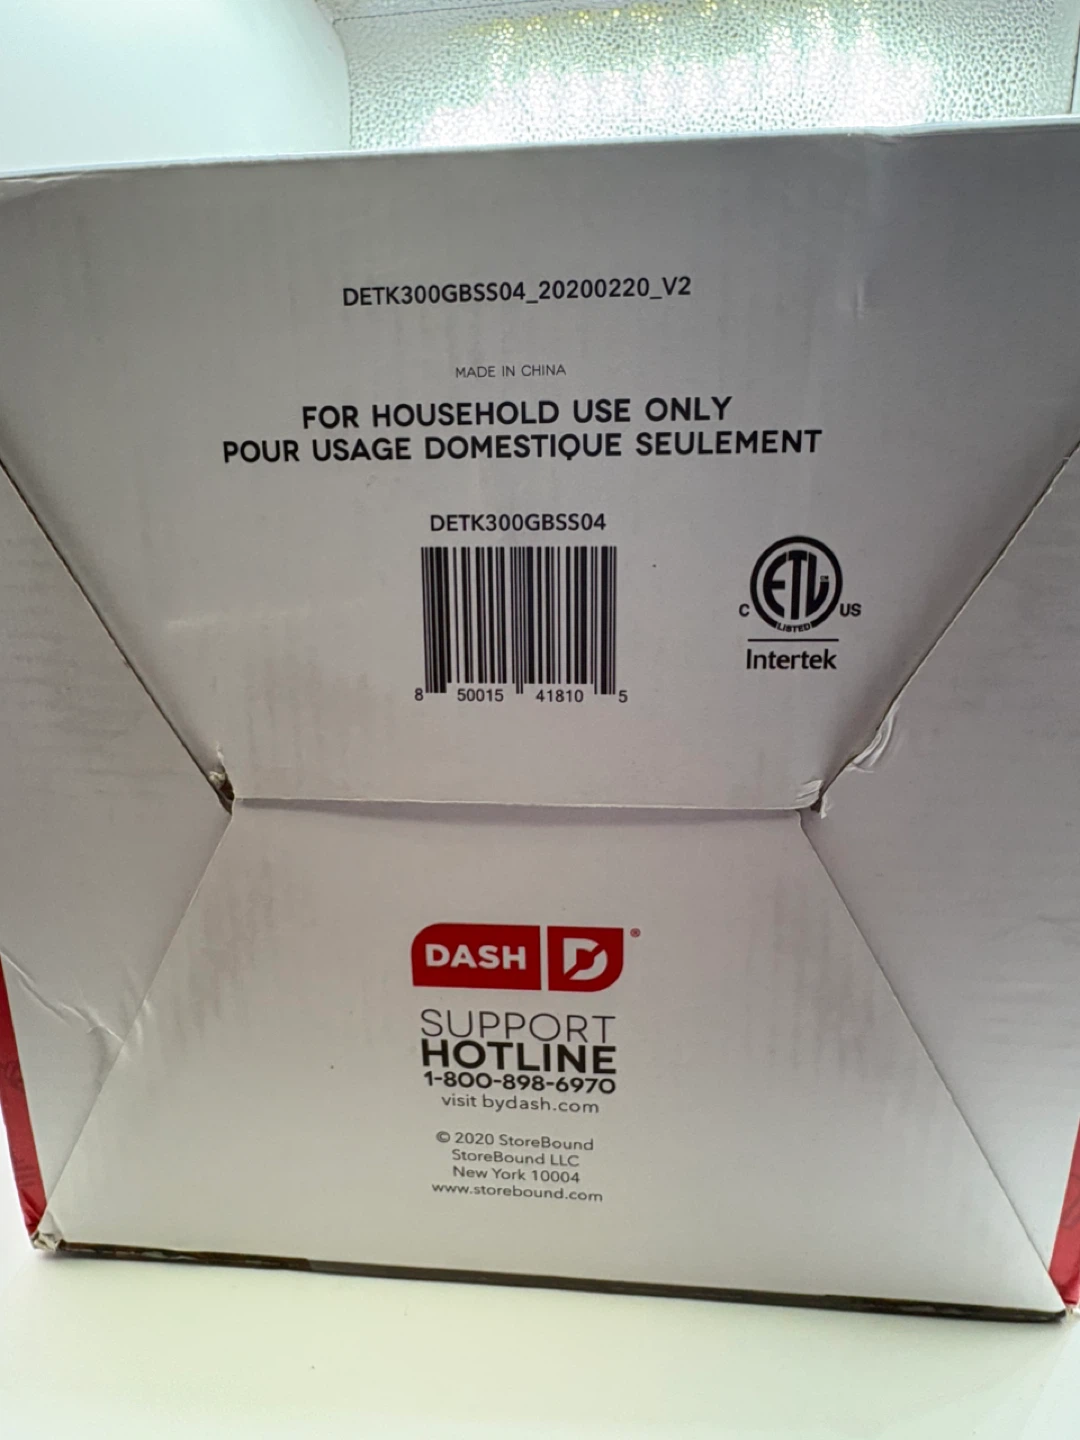 DETK300GBSS04_20200220_V2
MADE IN CHINA
FOR HOUSEHOLD USE ONLY
POUR USAGE DOMESTIQUE SEULEMENT
DETK300GBSS04
8 50015 41810 5
C ETL US
LISTED
Intertek
DASH D ®
SUPPORT
HOTLINE
1-800-898-6970
visit bydash.com
© 2020 StoreBound
StoreBound LLC
New York 10004
www.storebound.com